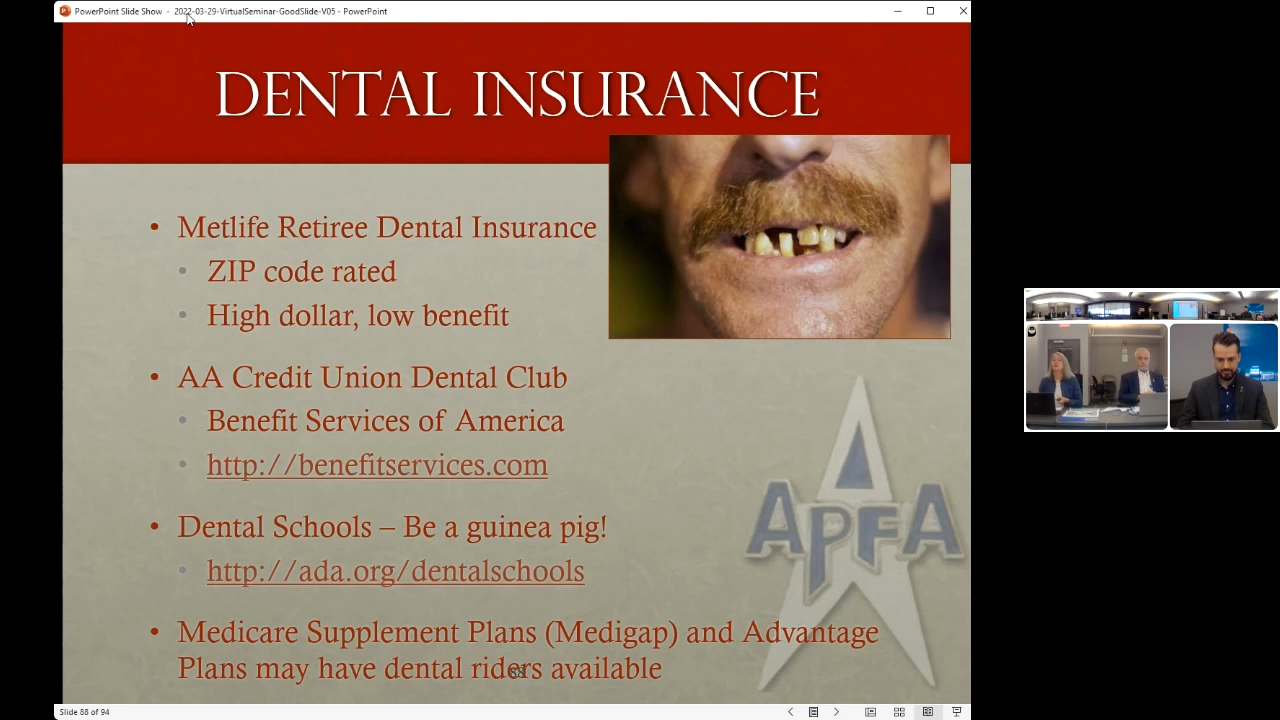 PowerPoint Slide Show - 2022-03-29-VirtualSeminar-GoodSlide-V05 - PowerPoint
DENTAL INSURANCE
• Metlife Retiree Dental Insurance
• ZIP code rated
• High dollar, low benefit
• AA Credit Union Dental Club
• Benefit Services of America
• http://benefitservices.com
• Dental Schools – Be a guinea pig!
• http://ada.org/dentalschools
• Medicare Supplement Plans (Medigap) and Advantage
Plans may have dental riders available
88
APFA
Slide 88 of 94